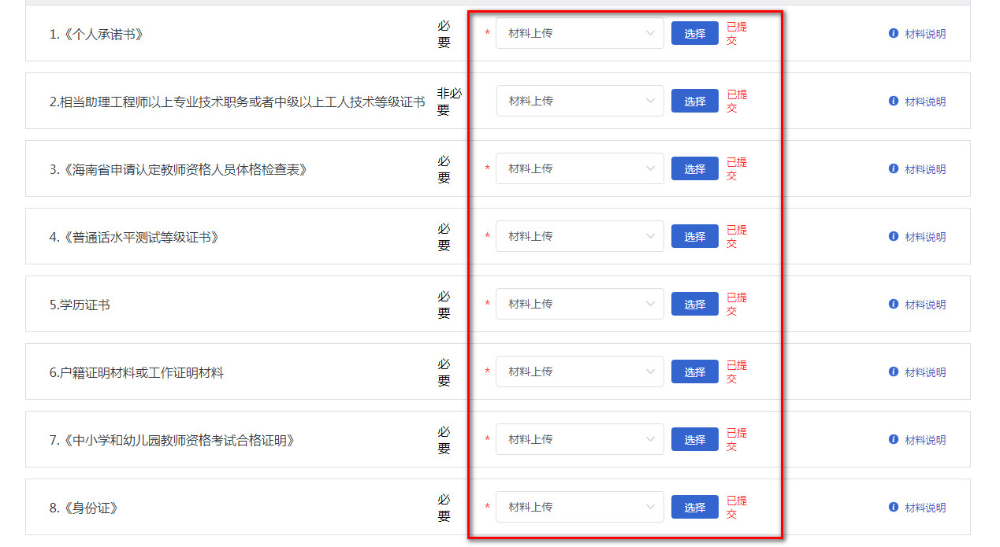 1.《个人承诺书》 必要 * 材料上传 选择 已提交 材料说明
2.相当助理工程师以上专业技术职务或者中级以上工人技术等级证书 非必要 材料上传 选择 已提交 材料说明
3.《海南省申请认定教师资格人员体格检查表》 必要 * 材料上传 选择 已提交 材料说明
4.《普通话水平测试等级证书》 必要 * 材料上传 选择 已提交 材料说明
5.学历证书 必要 * 材料上传 选择 已提交 材料说明
6.户籍证明材料或工作证明材料 必要 * 材料上传 选择 已提交 材料说明
7.《中小学和幼儿园教师资格考试合格证明》 必要 * 材料上传 选择 已提交 材料说明
8.《身份证》 必要 * 材料上传 选择 已提交 材料说明